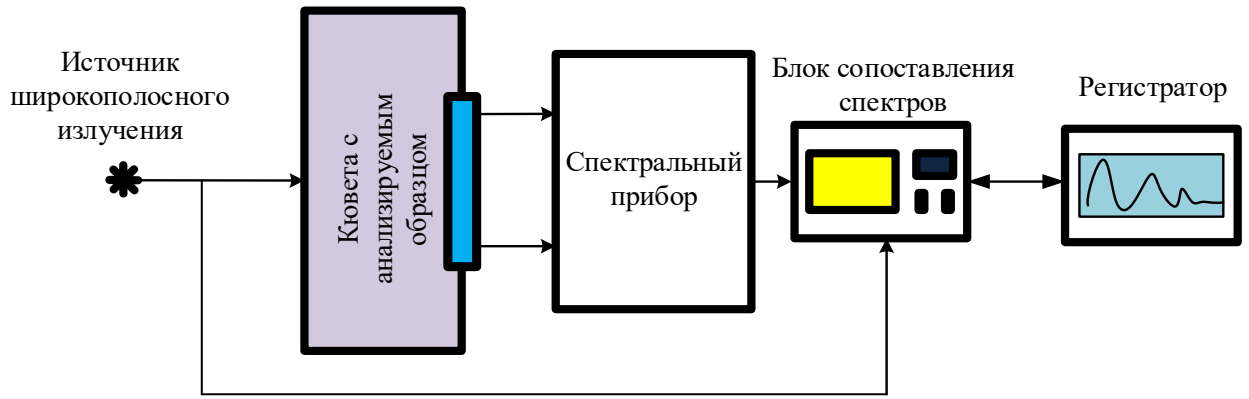 Источник
широкополосного
излучения
Кювета с
анализируемым
образцом
Спектральный
прибор
Блок сопоставления
спектров
Регистратор